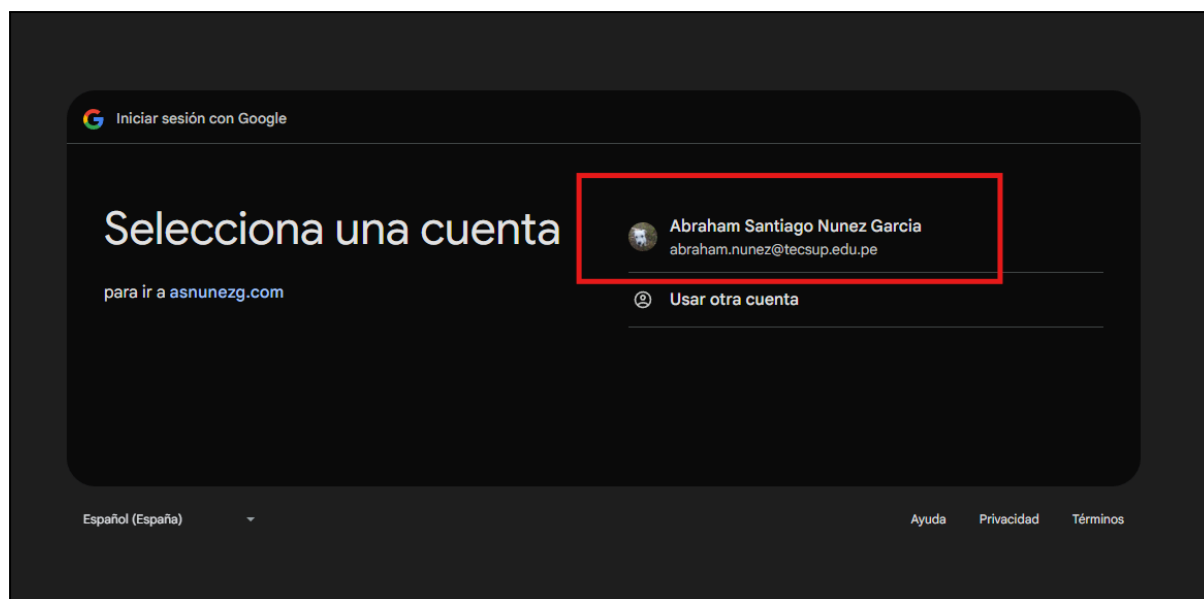 Iniciar sesión con Google
Selecciona una cuenta
para ir a asnunezg.com
Abraham Santiago Nunez Garcia
abraham.nunez@tecsup.edu.pe
Usar otra cuenta
Español (España)
Ayuda Privacidad Términos